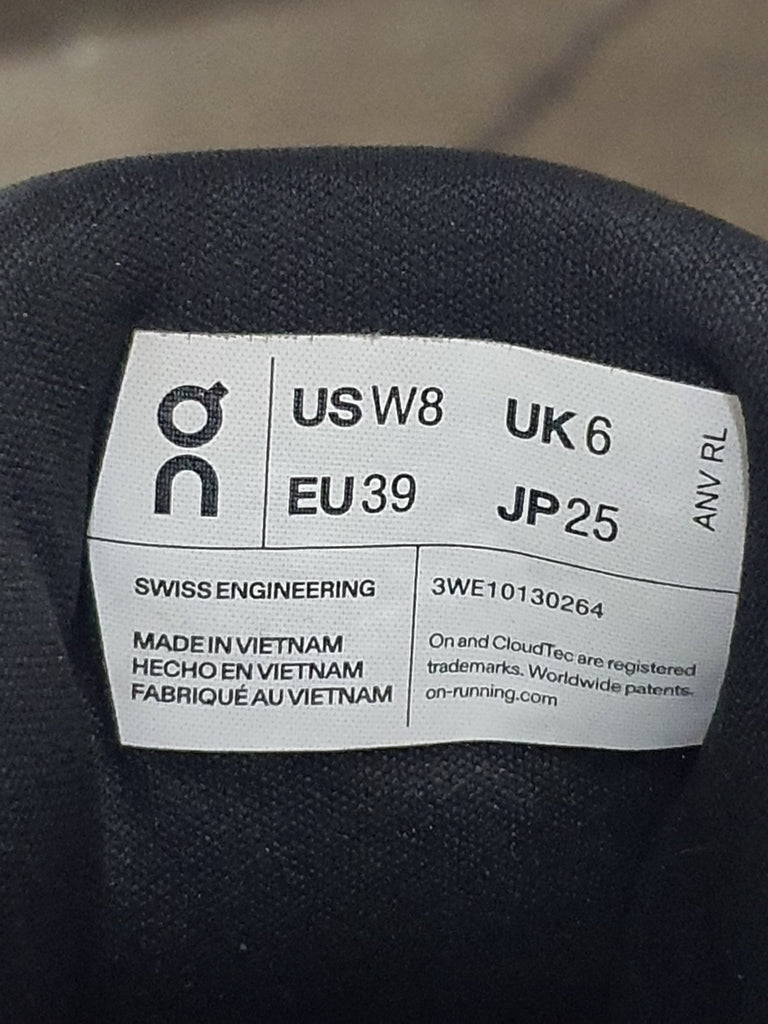 on
US W8 UK 6
EU 39 JP 25
ANV RL
SWISS ENGINEERING
MADE IN VIETNAM
HECHO EN VIETNAM
FABRIQUÉ AU VIETNAM
3WE10130264
On and CloudTec are registered
trademarks. Worldwide patents.
on-running.com